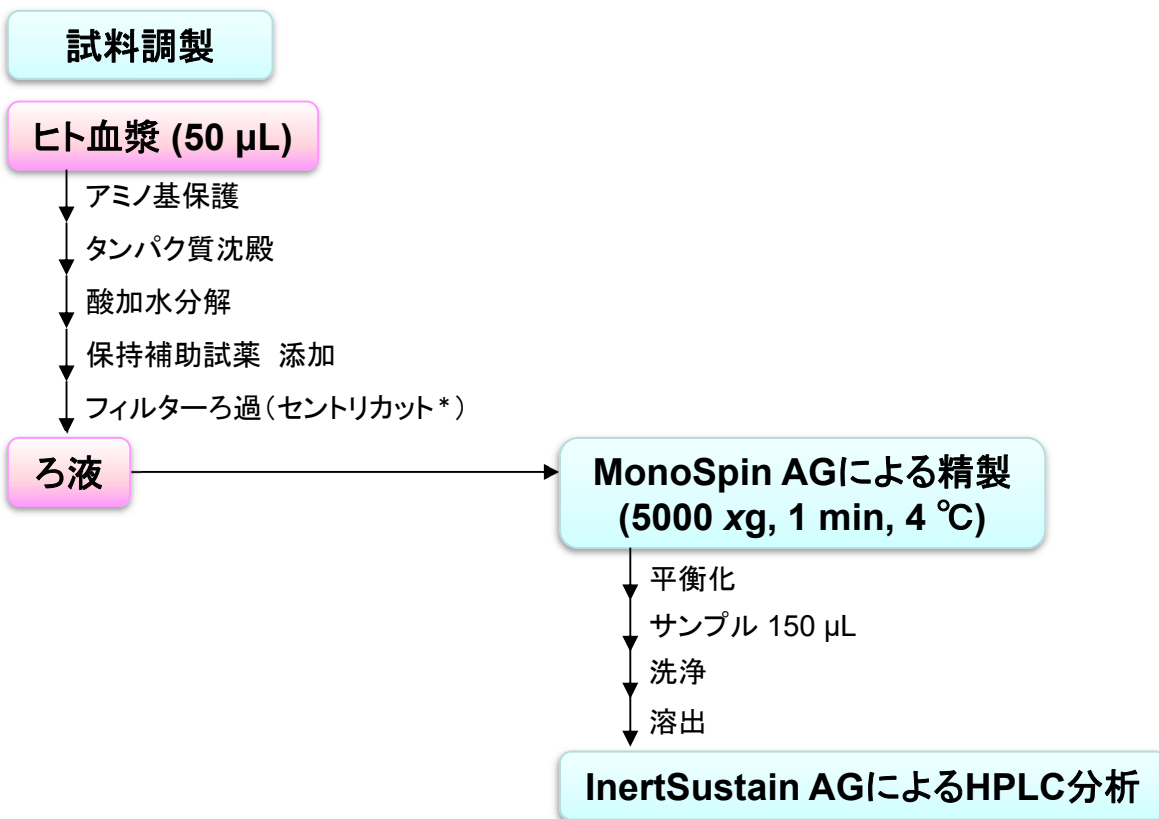 試料調製
ヒト血漿 (50 µL)
アミノ基保護
タンパク質沈殿
酸加水分解
保持補助試薬 添加
フィルターろ過(セントリカット*)
ろ液
MonoSpin AGによる精製
(5000 xg, 1 min, 4 ℃)
平衡化
サンプル 150 µL
洗浄
溶出
InertSustain AGによるHPLC分析